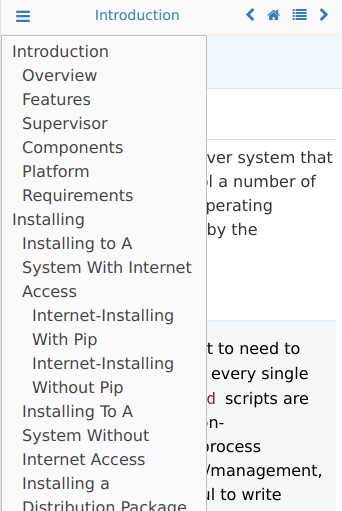 Introduction
Introduction
Overview
Features
Supervisor
Components
Platform
Requirements
Installing
Installing to A
System With Internet
Access
Internet-Installing
With Pip
Internet-Installing
Without Pip
Installing To A
System Without
Internet Access
Installing a
Distribution Package
ver system that
a number of
perating
by the
t to need to
every single
scripts are
on-
process
/management,
to write